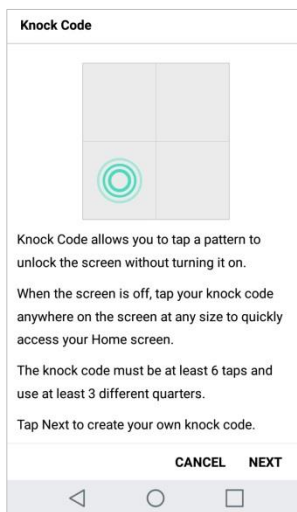 Knock Code
Knock Code allows you to tap a pattern to
unlock the screen without turning it on.
When the screen is off, tap your knock code
anywhere on the screen at any size to quickly
access your Home screen.
The knock code must be at least 6 taps and
use at least 3 different quarters.
Tap Next to create your own knock code.
CANCEL NEXT